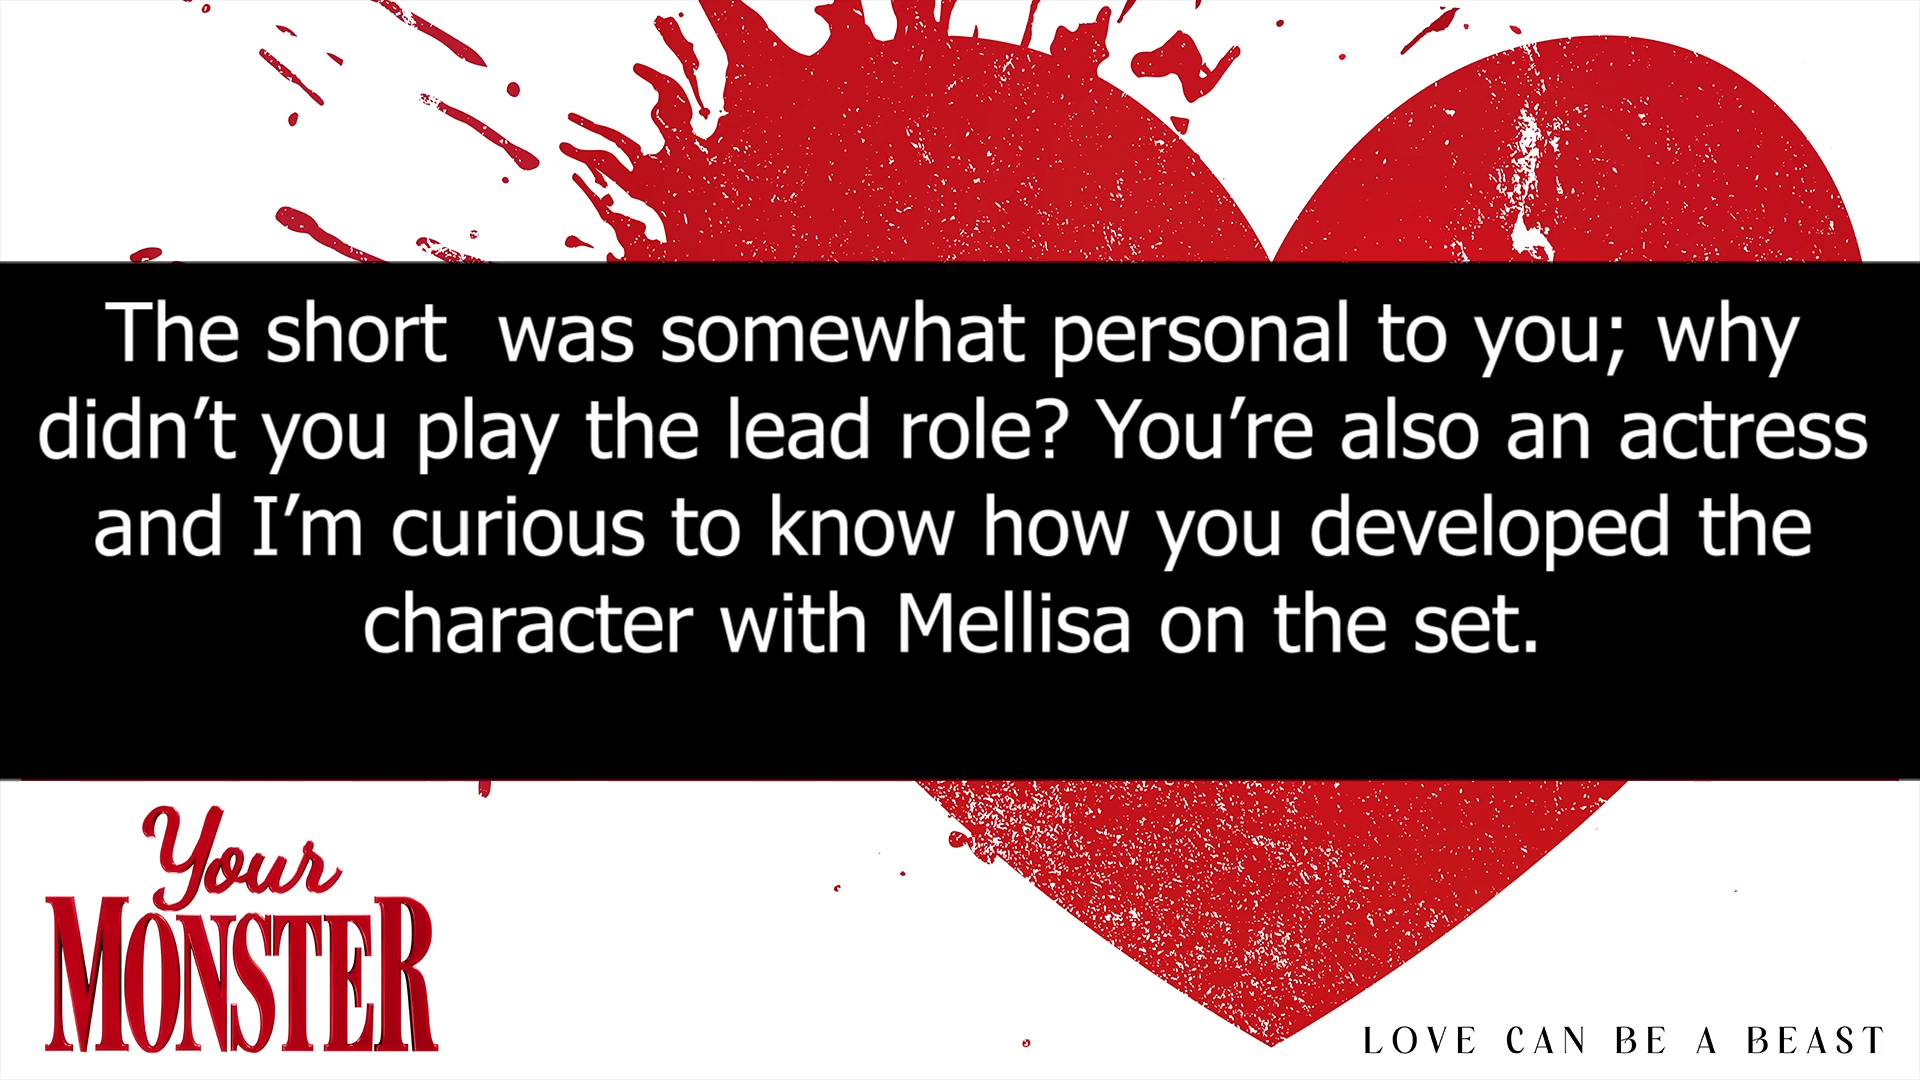 The short  was somewhat personal to you; why
didn’t you play the lead role? You’re also an actress
and I’m curious to know how you developed the
character with Mellisa on the set.
Your
MONSTER
LOVE CAN BE A BEAST